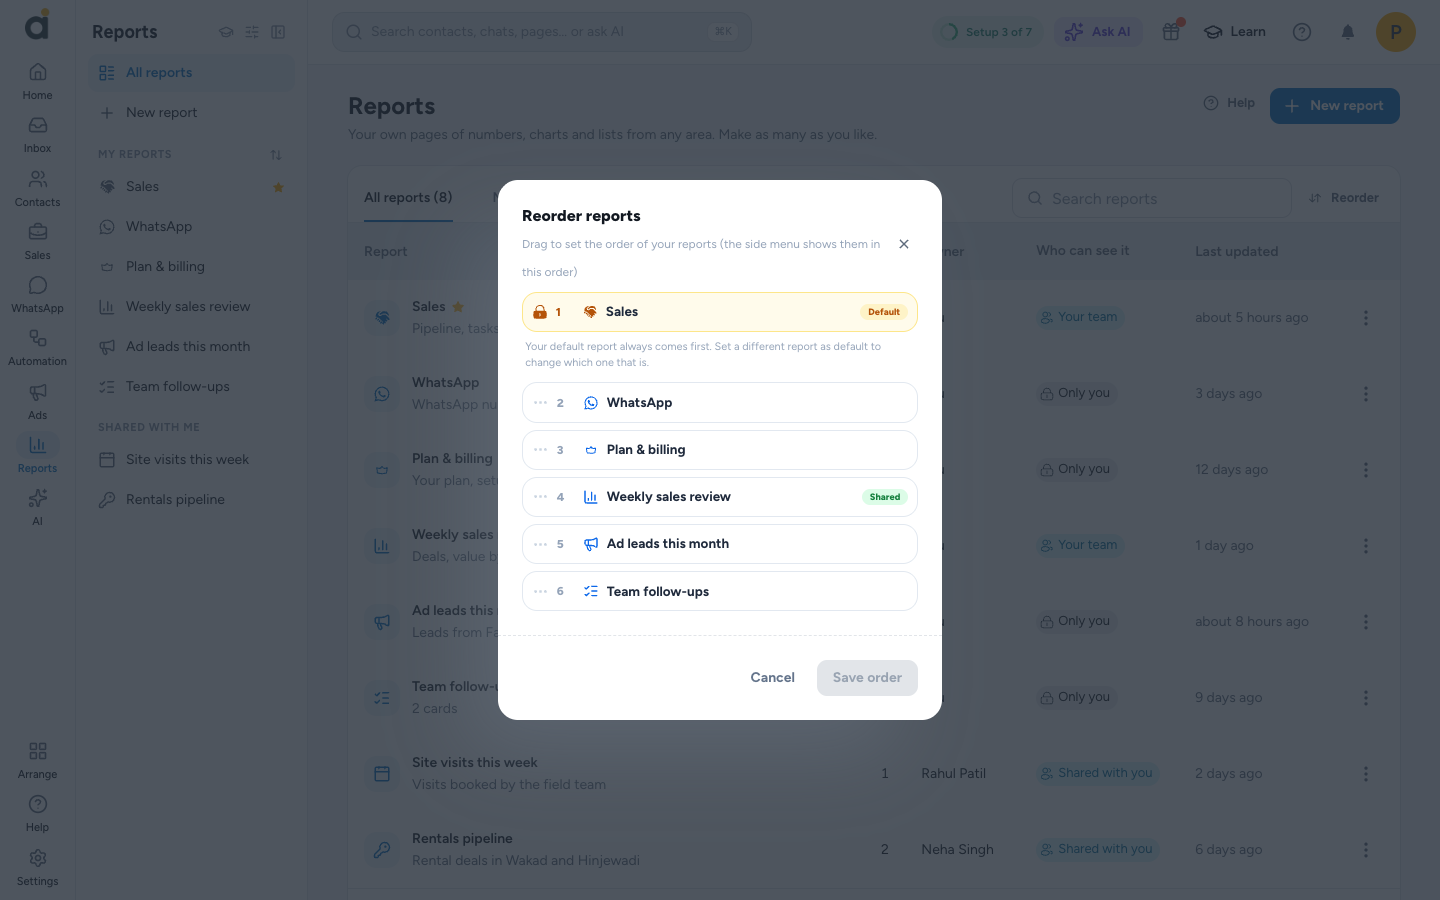 Reports
Search contacts, chats, pages... or ask AI
⌘K
Setup 3 of 7
Ask AI
Learn
P
Home
Inbox
Contacts
Sales
WhatsApp
Automation
Ads
Reports
AI
Arrange
Help
Settings
All reports
New report
MY REPORTS
Sales
WhatsApp
Plan & billing
Weekly sales review
Ad leads this month
Team follow-ups
SHARED WITH ME
Site visits this week
Rentals pipeline
Reports
Your own pages of numbers, charts and lists from any area. Make as many as you like.
Help
New report
All reports (8)
Search reports
Reorder
Report
Who can see it
Last updated
Sales
Pipeline, tasks
Your team
about 5 hours ago
WhatsApp
WhatsApp
Only you
3 days ago
Plan & billing
Your plan,
Only you
12 days ago
Weekly sales
Deals, value
Your team
1 day ago
Ad leads this
Leads from
Only you
about 8 hours ago
Team
2 cards
Only you
9 days ago
Site visits this week
Visits booked by the field team
1
Rahul Patil
Shared with you
2 days ago
Rentals pipeline
Rental deals in Wakad and Hinjewadi
2
Neha Singh
Shared with you
6 days ago
Reorder reports
Drag to set the order of your reports (the side menu shows them in
this order)
1 Sales Default
Your default report always comes first. Set a different report as default to
change which one that is.
2 WhatsApp
3 Plan & billing
4 Weekly sales review Shared
5 Ad leads this month
6 Team follow-ups
Cancel
Save order